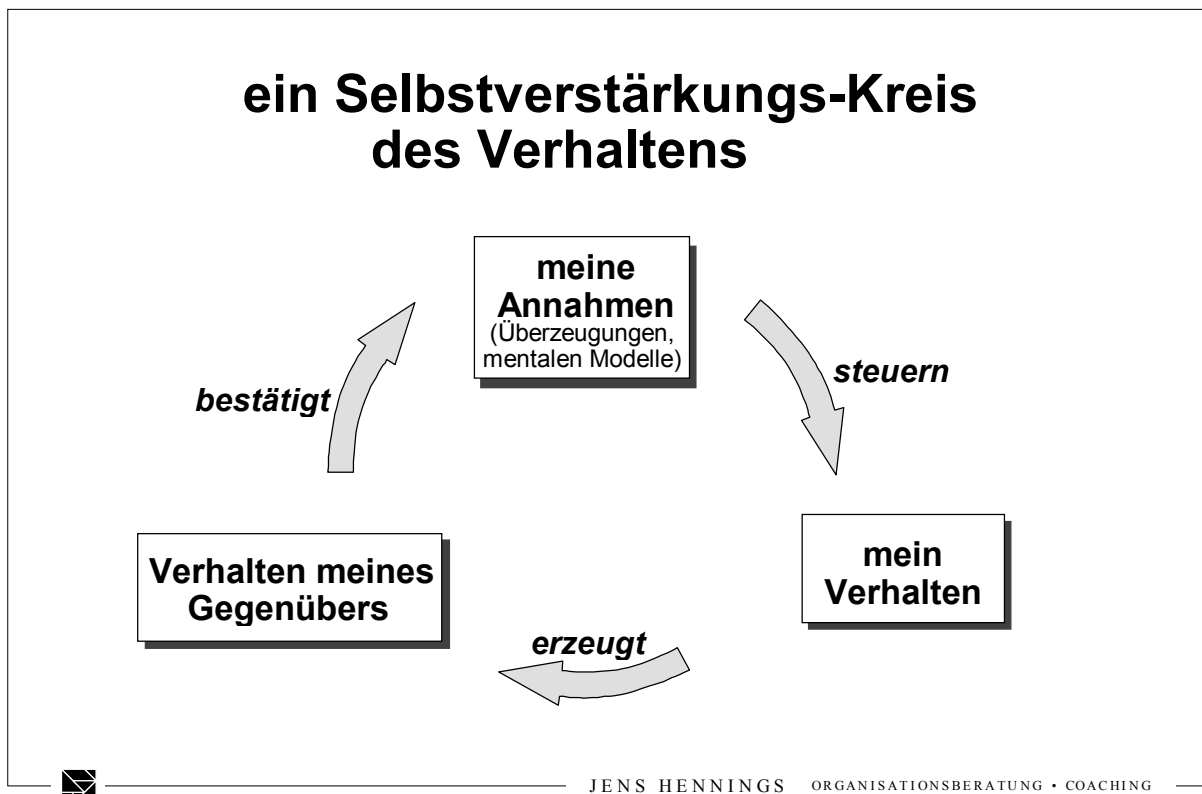 ein Selbstverstärkungs-Kreis
des Verhaltens
meine
Annahmen
(Überzeugungen,
mentalen Modelle)
steuern
bestätigt
mein
Verhalten
Verhalten meines
Gegenübers
erzeugt
JENS HENNINGS ORGANISATIONSBERATUNG • COACHING